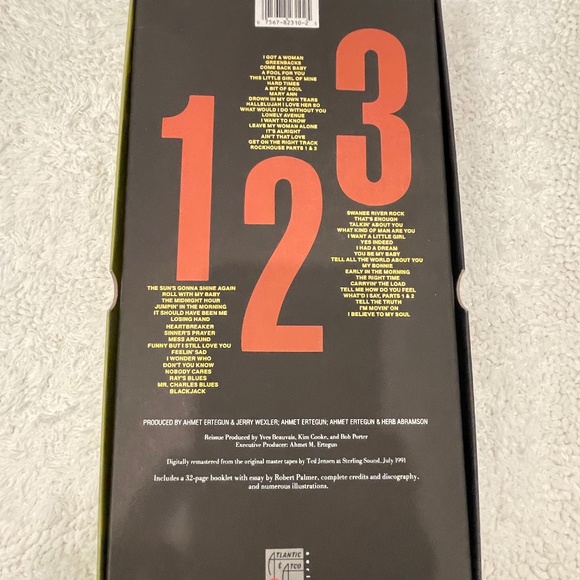 7567-82310-2
1
THE SUN'S GONNA SHINE AGAIN
ROLL WITH MY BABY
THE MIDNIGHT HOUR
JUMPIN' IN THE MORNING
IT SHOULD HAVE BEEN ME
LOSING HAND
HEARTBREAKER
SINNER'S PRAYER
MESS AROUND
FUNNY BUT I STILL LOVE YOU
FEELIN' SAD
I WONDER WHO
DON'T YOU KNOW
NOBODY CARES
RAY'S BLUES
MR. CHARLES BLUES
BLACKJACK
2
I GOT A WOMAN
GREENBACKS
COME BACK BABY
A FOOL FOR YOU
THIS LITTLE GIRL OF MINE
HARD TIMES
A BIT OF SOUL
MARY ANN
DROWN IN MY OWN TEARS
HALLELUJAH I LOVE HER SO
WHAT WOULD I DO WITHOUT YOU
LONELY AVENUE
I WANT TO KNOW
LEAVE MY WOMAN ALONE
IT'S ALRIGHT
AIN'T THAT LOVE
GET ON THE RIGHT TRACK
ROCKHOUSE PARTS 1 & 2
3
SWANEE RIVER ROCK
THAT'S ENOUGH
TALKIN' ABOUT YOU
WHAT KIND OF MAN ARE YOU
I WANT A LITTLE GIRL
YES INDEED
I HAD A DREAM
YOU BE MY BABY
TELL ALL THE WORLD ABOUT YOU
MY BONNIE
EARLY IN THE MORNING
THE RIGHT TIME
CARRYIN' THE LOAD
TELL ME HOW DO YOU FEEL
WHAT'D I SAY, PARTS 1 & 2
TELL THE TRUTH
I'M MOVIN' ON
I BELIEVE TO MY SOUL
PRODUCED BY AHMET ERTEGUN & JERRY WEXLER; AHMET ERTEGUN; AHMET ERTEGUN & HERB ABRAMSON
Reissue Produced by Yves Beauvais, Kim Cooke, and Bob Porter
Executive Producer: Ahmet M. Ertegun
Digitally remastered from the original master tapes by Ted Jensen at Sterling Sound, July 1991
Includes a 32-page booklet with essay by Robert Palmer, complete credits and discography,
and numerous illustrations.
ATLANTIC
& ATCO